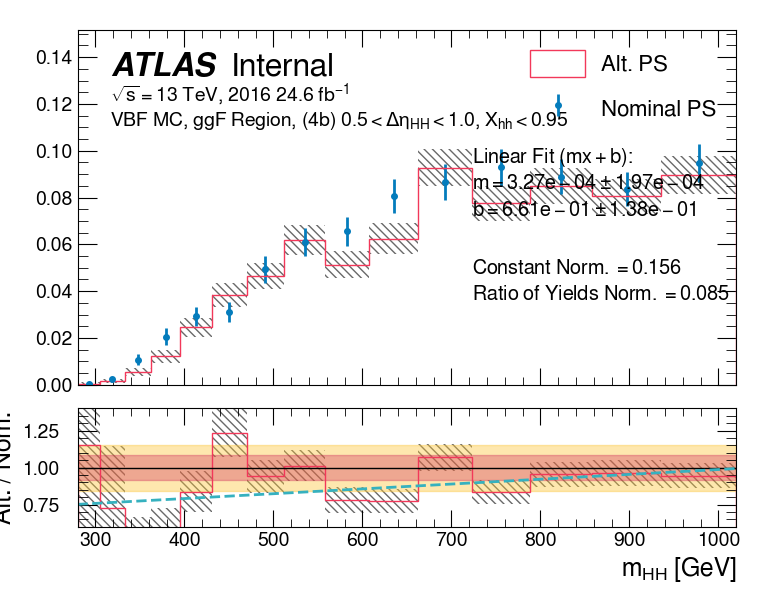 ATLAS Internal
√s = 13 TeV, 2016 24.6 fb⁻¹
VBF MC, ggF Region, (4b) 0.5 < Δη_HH < 1.0, X_hh < 0.95
Alt. PS
Nominal PS
Linear Fit (mx + b):
m = 3.27e − 04 ± 1.97e − 04
b = 6.61e − 01 ± 1.38e − 01
Constant Norm. = 0.156
Ratio of Yields Norm. = 0.085
0.14
0.12
0.10
0.08
0.06
0.04
0.02
0.00
Alt. / Nom.
1.25
1.00
0.75
300 400 500 600 700 800 900 1000
m_HH [GeV]